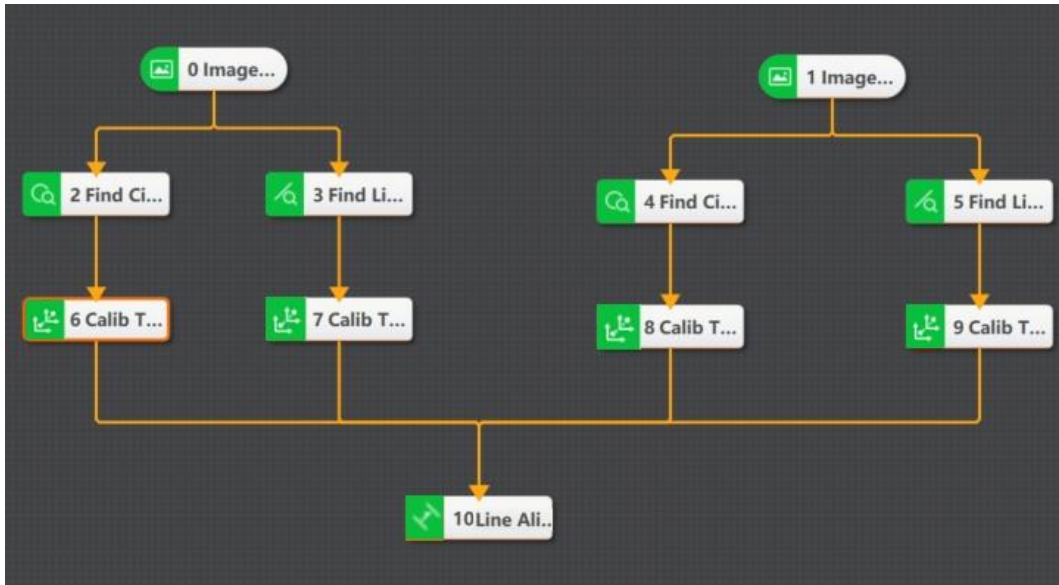 0 Image...
1 Image...
2 Find Ci...
3 Find Li...
4 Find Ci...
5 Find Li...
6 Calib T...
7 Calib T...
8 Calib T...
9 Calib T...
10Line Ali..